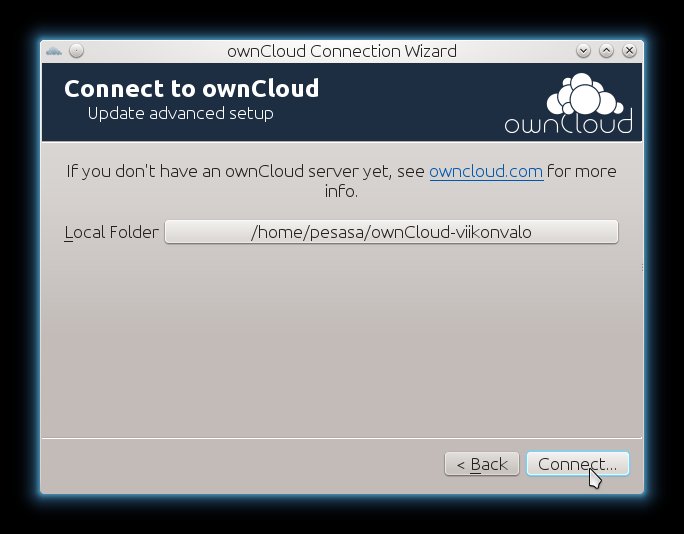 ownCloud Connection Wizard
Connect to ownCloud
Update advanced setup
ownCloud
If you don't have an ownCloud server yet, see owncloud.com for more
info.
Local Folder /home/pesasa/ownCloud-viikonvalo
< Back Connect...